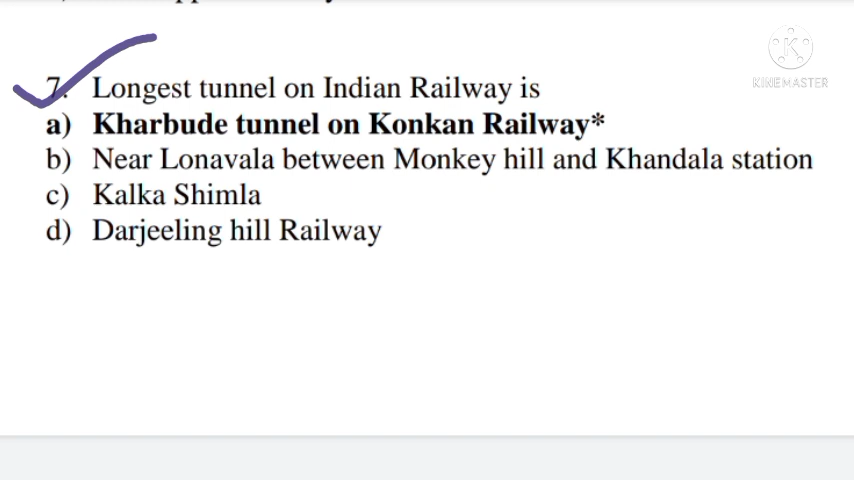 KINEMASTER
7. Longest tunnel on Indian Railway is
a) Kharbude tunnel on Konkan Railway*
b) Near Lonavala between Monkey hill and Khandala station
c) Kalka Shimla
d) Darjeeling hill Railway